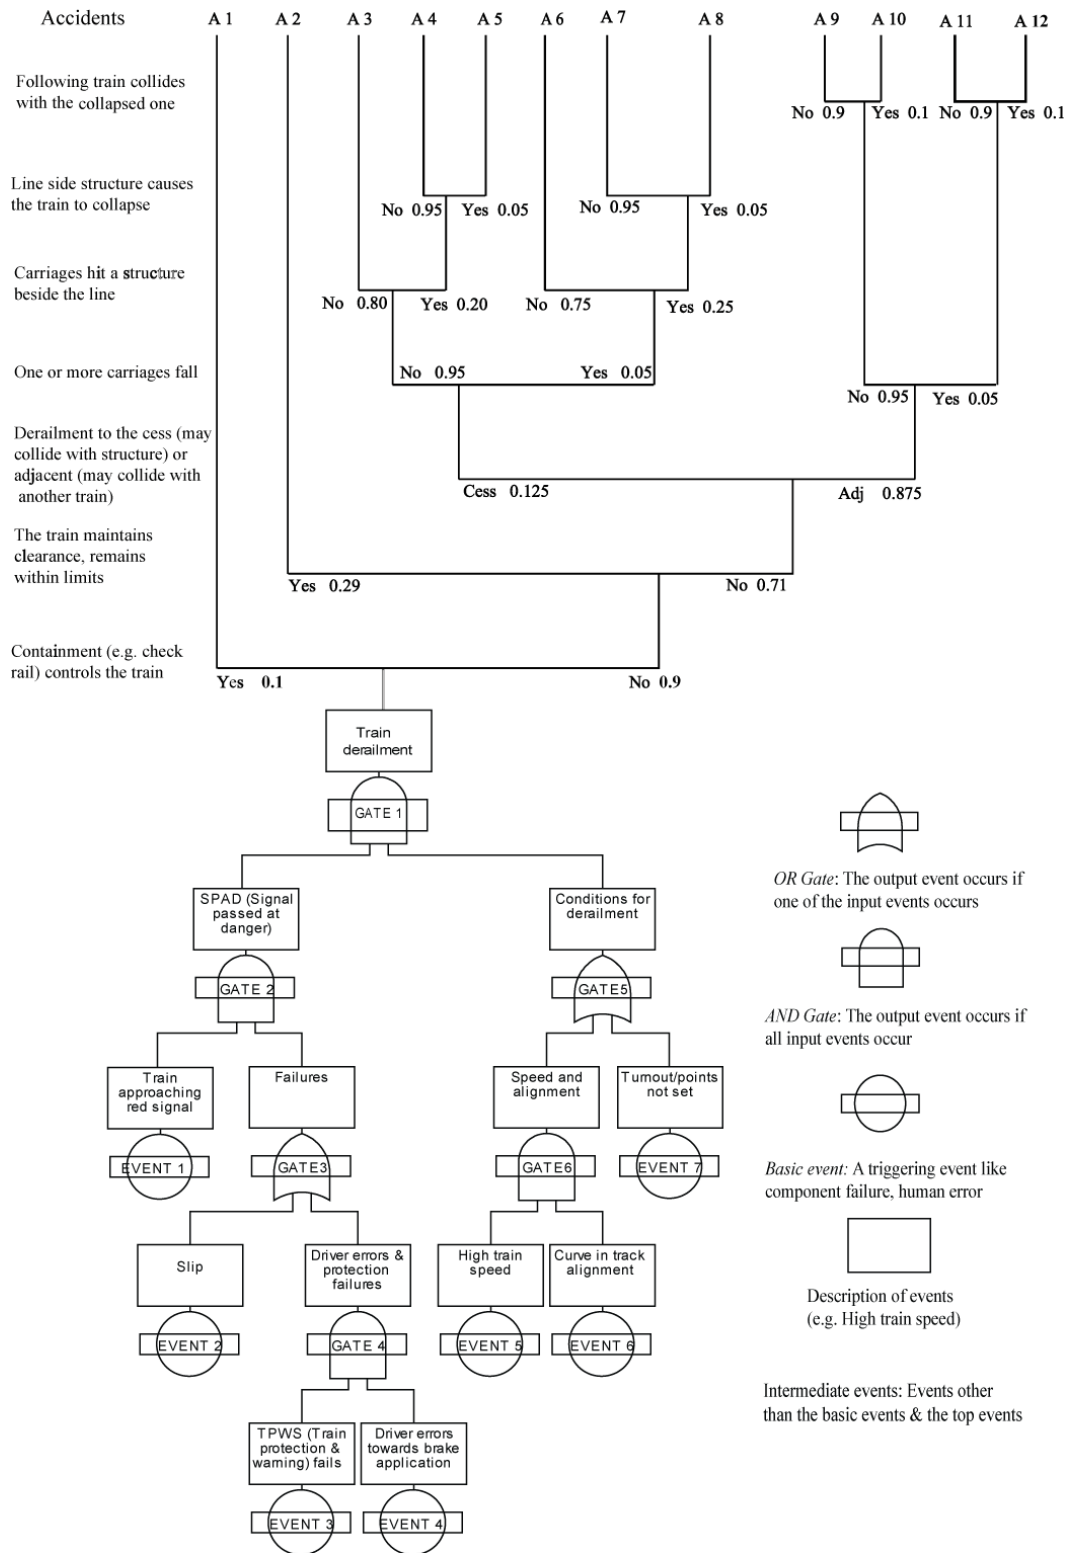 Accidents A 1 A 2 A 3 A 4 A 5 A 6 A 7 A 8 A 9 A 10 A 11 A 12
Following train collides
with the collapsed one
No 0.9 Yes 0.1 No 0.9 Yes 0.1
Line side structure causes
the train to collapse
No 0.95 Yes 0.05 No 0.95 Yes 0.05
Carriages hit a structure
beside the line
No 0.80 Yes 0.20 No 0.75 Yes 0.25
One or more carriages fall
No 0.95 Yes 0.05 No 0.95 Yes 0.05
Derailment to the cess (may
collide with structure) or
adjacent (may collide with
another train)
Cess 0.125 Adj 0.875
The train maintains
clearance, remains
within limits
Yes 0.29 No 0.71
Containment (e.g. check
rail) controls the train
Yes 0.1 No 0.9
Train
derailment
GATE 1
SPAD (Signal
passed at
danger)
GATE 2
Conditions for
derailment
GATE5
Train
approaching
red signal
EVENT 1
Failures
GATE3
Speed and
alignment
GATE6
Turnout/points
not set
EVENT 7
Slip
EVENT 2
Driver errors &
protection
failures
GATE 4
High train
speed
EVENT 5
Curve in track
alignment
EVENT 6
TPWS (Train
protection &
warning) fails
EVENT 3
Driver errors
towards brake
application
EVENT 4
OR Gate: The output event occurs if
one of the input events occurs
AND Gate: The output event occurs if
all input events occur
Basic event: A triggering event like
component failure, human error
Description of events
(e.g. High train speed)
Intermediate events: Events other
than the basic events & the top events